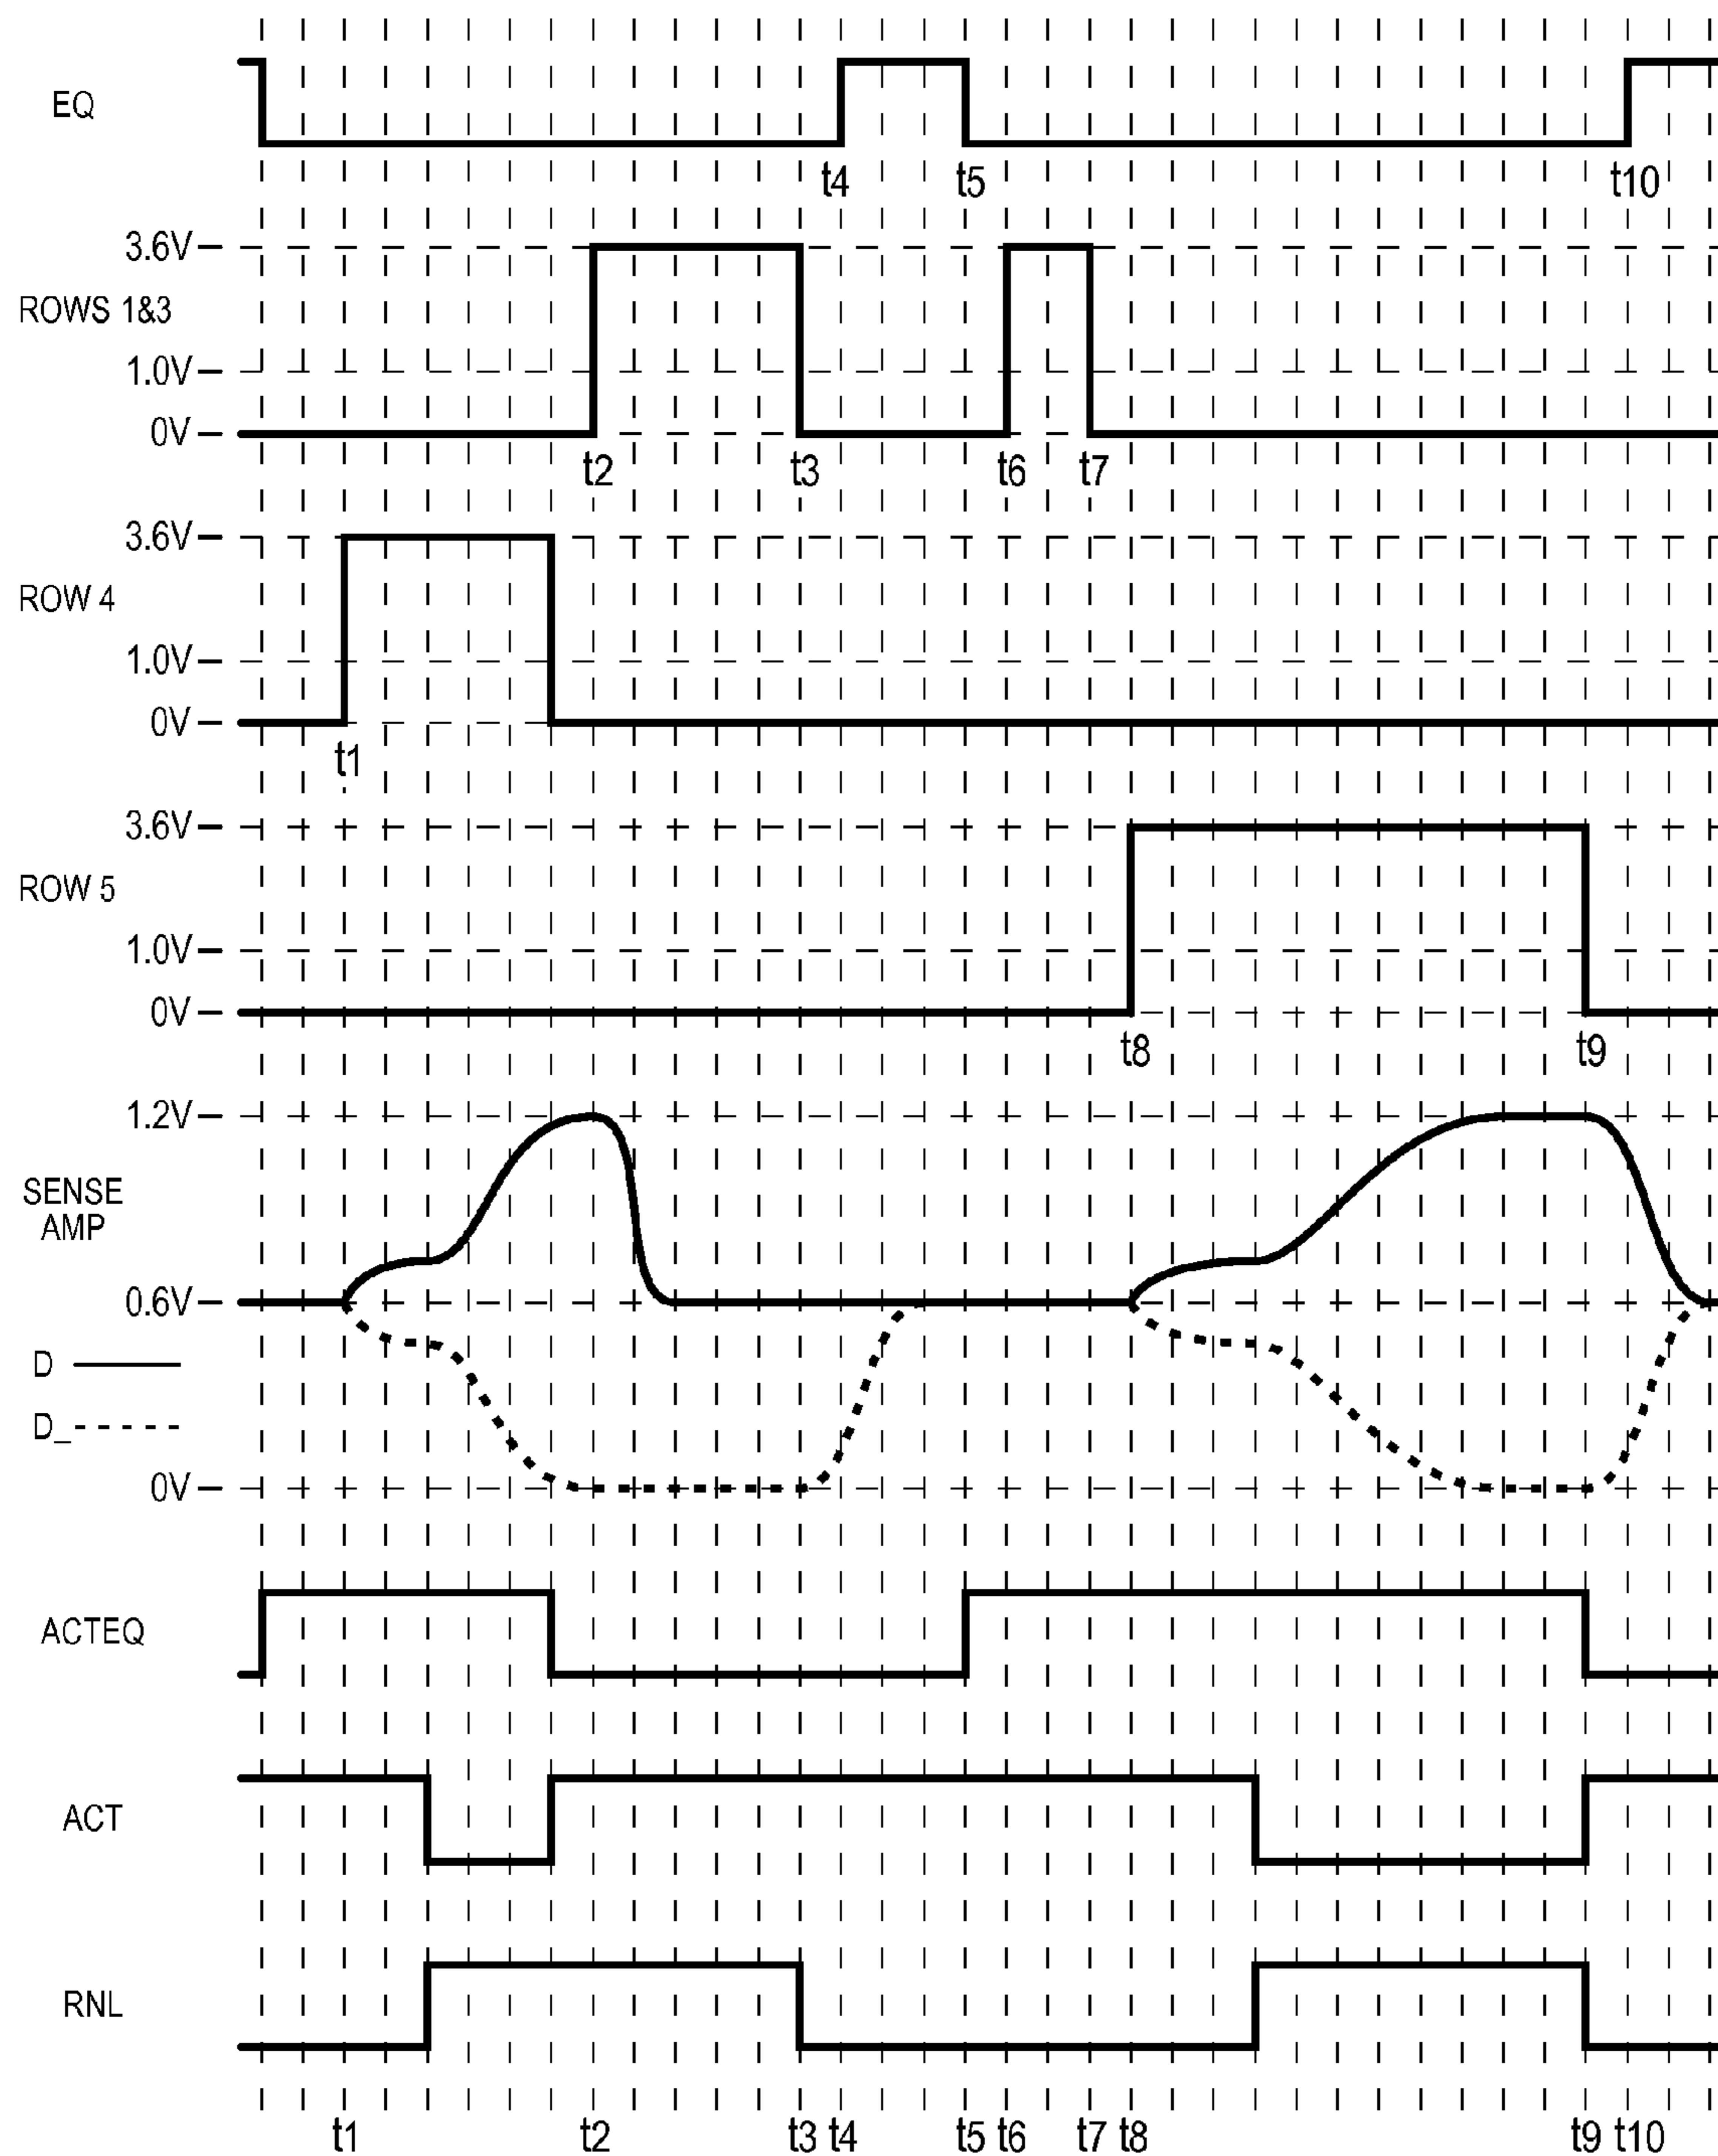 EQ
t4
t5
t10
3.6V
ROWS 1&3
1.0V
0V
t2
t3
t6
t7
3.6V
ROW 4
1.0V
0V
t1
3.6V
ROW 5
1.0V
0V
t8
t9
1.2V
SENSE
AMP
0.6V
D
D_
0V
ACTEQ
ACT
RNL
t1 t2 t3 t4 t5 t6 t7 t8 t9 t10